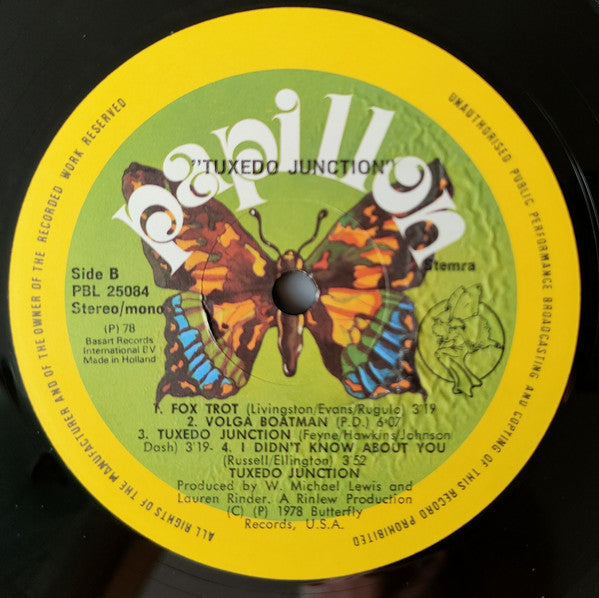 papillon
"TUXEDO JUNCTION"
Stemra
Side B
PBL 25084
Stereo/mono
(P) 78
Basart Records
International BV
Made in Holland
1. FOX TROT (Livingston/Evans/Rugulo) 3'19
2. VOLGA BOATMAN (P.D.) 6'07
3. TUXEDO JUNCTION (Feyne/Hawkins/Johnson
Dash) 3'19- 4. I DIDN'T KNOW ABOUT YOU
(Russell/Ellington) 3'52
TUXEDO JUNCTION
Produced by W. Michael Lewis and
Lauren Rinder. A Rinlew Production
(C) (P) 1978 Butterfly
Records, U.S.A.
ALL RIGHTS OF THE MANUFACTURER AND OF THE OWNER OF THE RECORDED WORK RESERVED
UNAUTHORISED PUBLIC PERFORMANCE BROADCASTING AND COPYING OF THIS RECORD PROHIBITED